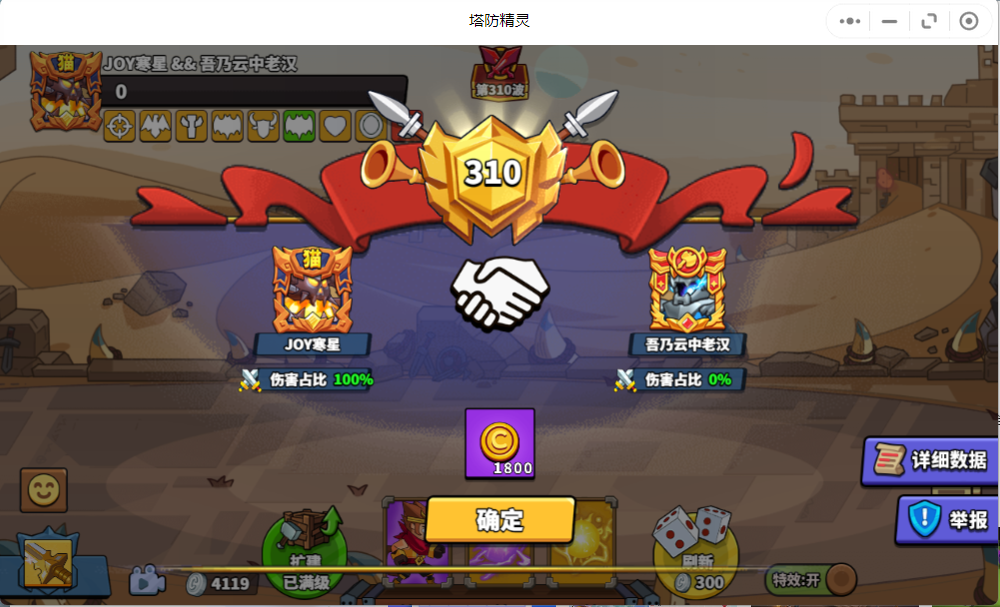 塔防精灵
猫
JOY寒星 && 吾乃云中老汉
0
第310波
310
猫
JOY寒星
吾乃云中老汉
伤害占比 100%
伤害占比 0%
1800
详细数据
确定
举报
扩建
已满级
刷新
4119
300
特效:开